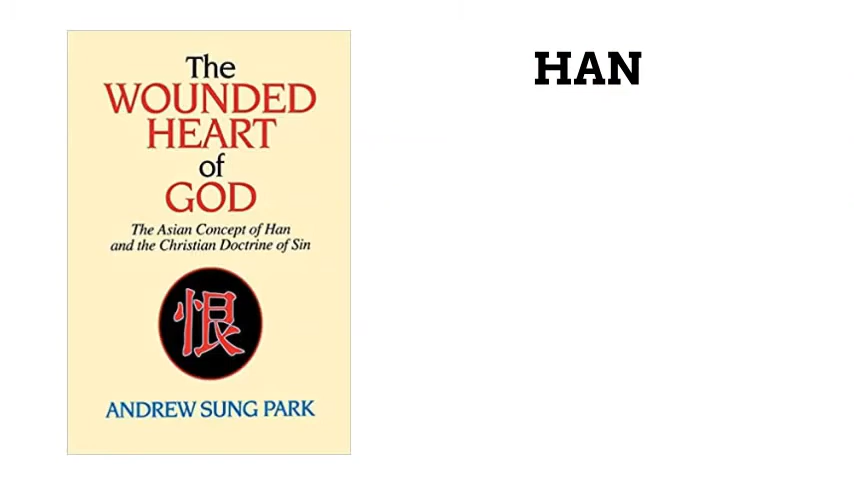 The
WOUNDED
HEART
of
GOD
The Asian Concept of Han
and the Christian Doctrine of Sin
恨
ANDREW SUNG PARK
HAN